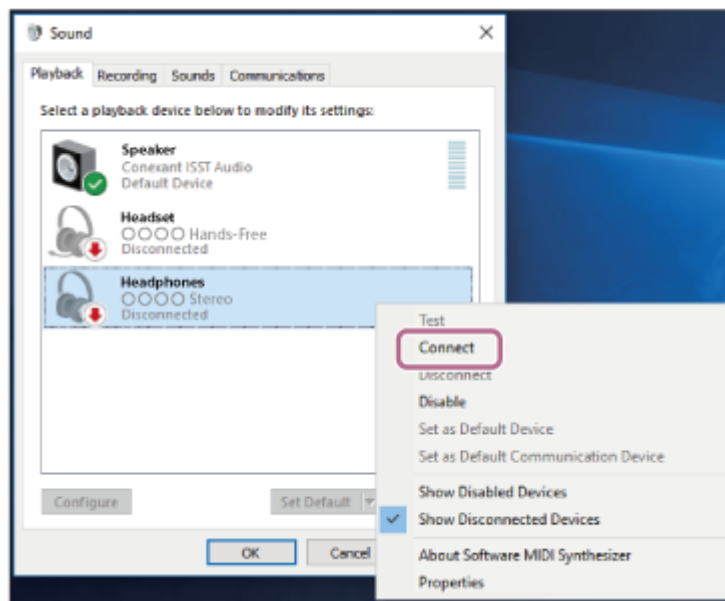 Sound
Playback Recording Sounds Communications
Select a playback device below to modify its settings:
Speaker
Conexant ISST Audio
Default Device
Headset
○○○○ Hands-Free
Disconnected
Headphones
○○○○ Stereo
Disconnected
Test
Connect
Disconnect
Disable
Set as Default Device
Set as Default Communication Device
Show Disabled Devices
Show Disconnected Devices
About Software MIDI Synthesizer
Properties
Configure Set Default
OK Cancel